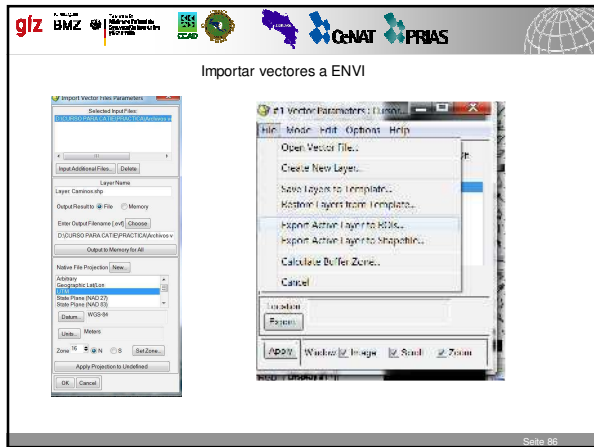 giz BMZ CCAD CeNAT PRIAS
Importar vectores a ENVI
Import Vector Files Parameters
Selected Input Files:
D:\CURSO PARA CATIE\PRACTICA\Archivos v
Input Additional Files... Delete
Layer Name
Layer: Caminos.shp
Output Result to File Memory
Enter Output Filename [.evf] Choose
D:\CURSO PARA CATIE\PRACTICA\Archivos v
Output to Memory for All
Native File Projection New...
Arbitrary
Geographic Lat/Lon
UTM
State Plane (NAD 27)
State Plane (NAD 83)
Datum... WGS-84
Units... Meters
Zone 16 N S Set Zone...
Apply Projection to Undefined
OK Cancel
#1 Vector Parameters: Cursor...
File Mode Edit Options Help
Open Vector File...
Create New Layer...
Save Layers to Template...
Restore Layers from Template...
Export Active Layer to ROIs...
Export Active Layer to Shapefile...
Calculate Buffer Zone...
Cancel
Location
Export
Apply Window Image Scroll Zoom
Seite 86